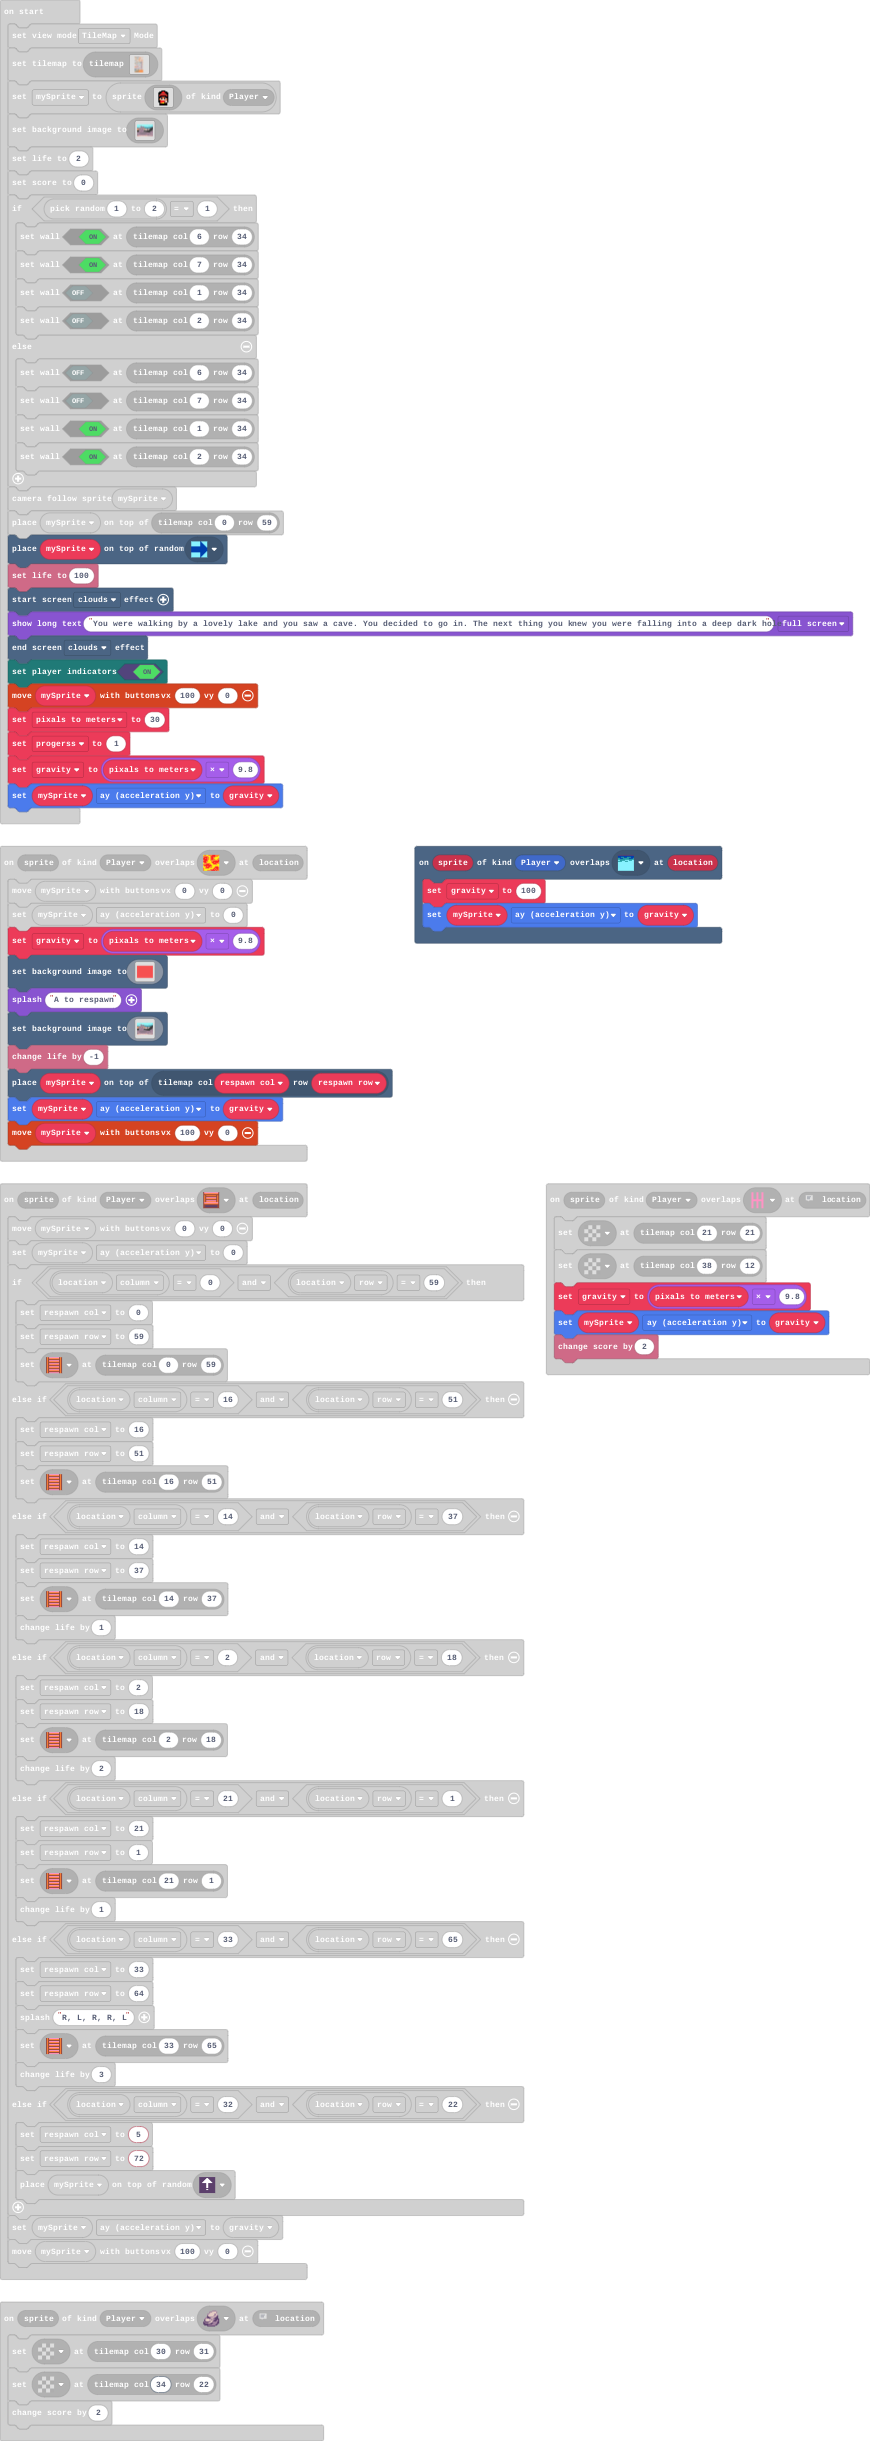 on start
set view mode TileMap Mode
set tilemap to tilemap
set mySprite to sprite of kind Player
set background image to
set life to 2
set score to 0
if pick random 1 to 2 = 1 then
set wall ON at tilemap col 6 row 34
set wall ON at tilemap col 7 row 34
set wall OFF at tilemap col 1 row 34
set wall OFF at tilemap col 2 row 34
else
set wall OFF at tilemap col 6 row 34
set wall OFF at tilemap col 7 row 34
set wall ON at tilemap col 1 row 34
set wall ON at tilemap col 2 row 34
camera follow sprite mySprite
place mySprite on top of tilemap col 0 row 59
place mySprite on top of random
set life to 100
start screen clouds effect
show long text "You were walking by a lovely lake and you saw a cave. You decided to go in. The next thing you knew you were falling into a deep dark ho" full screen
end screen clouds effect
set player indicators ON
move mySprite with buttons vx 100 vy 0
set pixals to meters to 30
set progerss to 1
set gravity to pixals to meters × 9.8
set mySprite ay (acceleration y) to gravity
on sprite of kind Player overlaps at location
move mySprite with buttons vx 0 vy 0
set mySprite ay (acceleration y) to 0
set gravity to pixals to meters × 9.8
set background image to
splash "A to respawn"
set background image to
change life by -1
place mySprite on top of tilemap col respawn col row respawn row
set mySprite ay (acceleration y) to gravity
move mySprite with buttons vx 100 vy 0
on sprite of kind Player overlaps at location
set gravity to 100
set mySprite ay (acceleration y) to gravity
on sprite of kind Player overlaps at location
move mySprite with buttons vx 0 vy 0
set mySprite ay (acceleration y) to 0
if location column = 0 and location row = 59 then
set respawn col to 0
set respawn row to 59
set at tilemap col 0 row 59
else if location column = 16 and location row = 51 then
set respawn col to 16
set respawn row to 51
set at tilemap col 16 row 51
else if location column = 14 and location row = 37 then
set respawn col to 14
set respawn row to 37
set at tilemap col 14 row 37
change life by 1
else if location column = 2 and location row = 18 then
set respawn col to 2
set respawn row to 18
set at tilemap col 2 row 18
change life by 2
else if location column = 21 and location row = 1 then
set respawn col to 21
set respawn row to 1
set at tilemap col 21 row 1
change life by 1
else if location column = 33 and location row = 65 then
set respawn col to 33
set respawn row to 64
splash "R, L, R, R, L"
set at tilemap col 33 row 65
change life by 3
else if location column = 32 and location row = 22 then
set respawn col to 5
set respawn row to 72
place mySprite on top of random
set mySprite ay (acceleration y) to gravity
move mySprite with buttons vx 100 vy 0
on sprite of kind Player overlaps at location
set at tilemap col 21 row 21
set at tilemap col 38 row 12
set gravity to pixals to meters × 9.8
set mySprite ay (acceleration y) to gravity
change score by 2
on sprite of kind Player overlaps at location
set at tilemap col 30 row 31
set at tilemap col 34 row 22
change score by 2